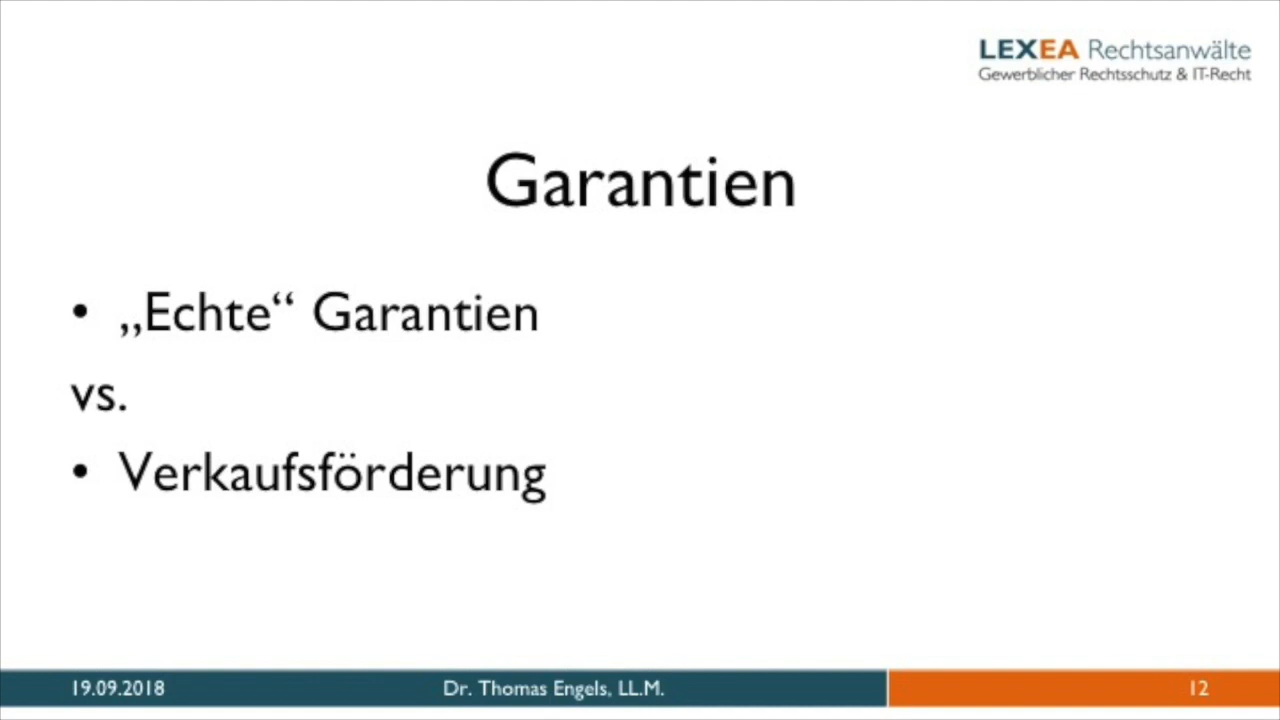 LEXEA Rechtsanwälte
Gewerblicher Rechtsschutz & IT-Recht
Garantien
• „Echte“ Garantien
vs.
• Verkaufsförderung
19.09.2018 Dr. Thomas Engels, LL.M. 12